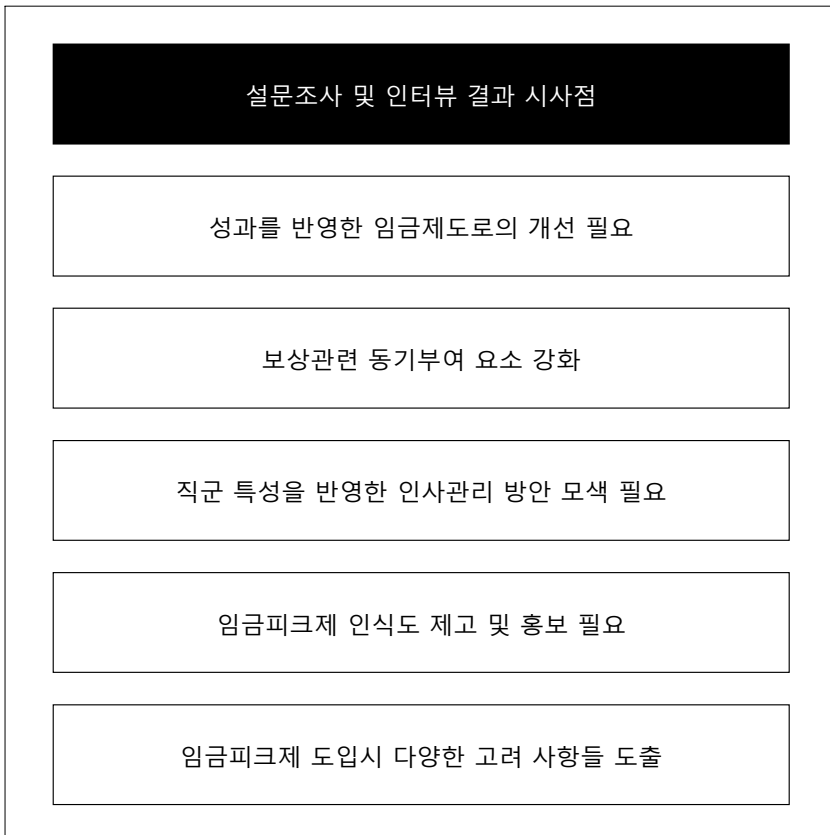 설문조사 및 인터뷰 결과 시사점
성과를 반영한 임금제도로의 개선 필요
보상관련 동기부여 요소 강화
직군 특성을 반영한 인사관리 방안 모색 필요
임금피크제 인식도 제고 및 홍보 필요
임금피크제 도입시 다양한 고려 사항들 도출